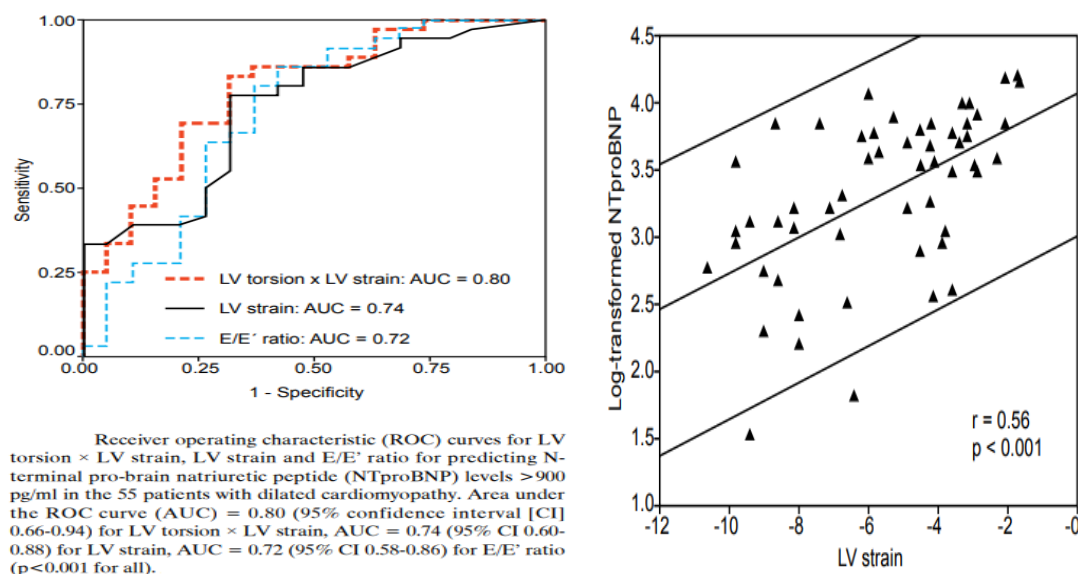 1.00
0.75
0.50
0.25
0.00
Sensitivity
LV torsion x LV strain: AUC = 0.80
LV strain: AUC = 0.74
E/E´ ratio: AUC = 0.72
0.00 0.25 0.50 0.75 1.00
1 - Specificity
Receiver operating characteristic (ROC) curves for LV
torsion × LV strain, LV strain and E/E' ratio for predicting N-
terminal pro-brain natriuretic peptide (NTproBNP) levels >900
pg/ml in the 55 patients with dilated cardiomyopathy. Area under
the ROC curve (AUC) = 0.80 (95% confidence interval [CI]
0.66-0.94) for LV torsion × LV strain, AUC = 0.74 (95% CI 0.60-
0.88) for LV strain, AUC = 0.72 (95% CI 0.58-0.86) for E/E' ratio
(p<0.001 for all).
4.5
4.0
3.5
3.0
2.5
2.0
1.5
1.0
Log-transformed NTproBNP
r = 0.56
p < 0.001
-12 -10 -8 -6 -4 -2 -0
LV strain